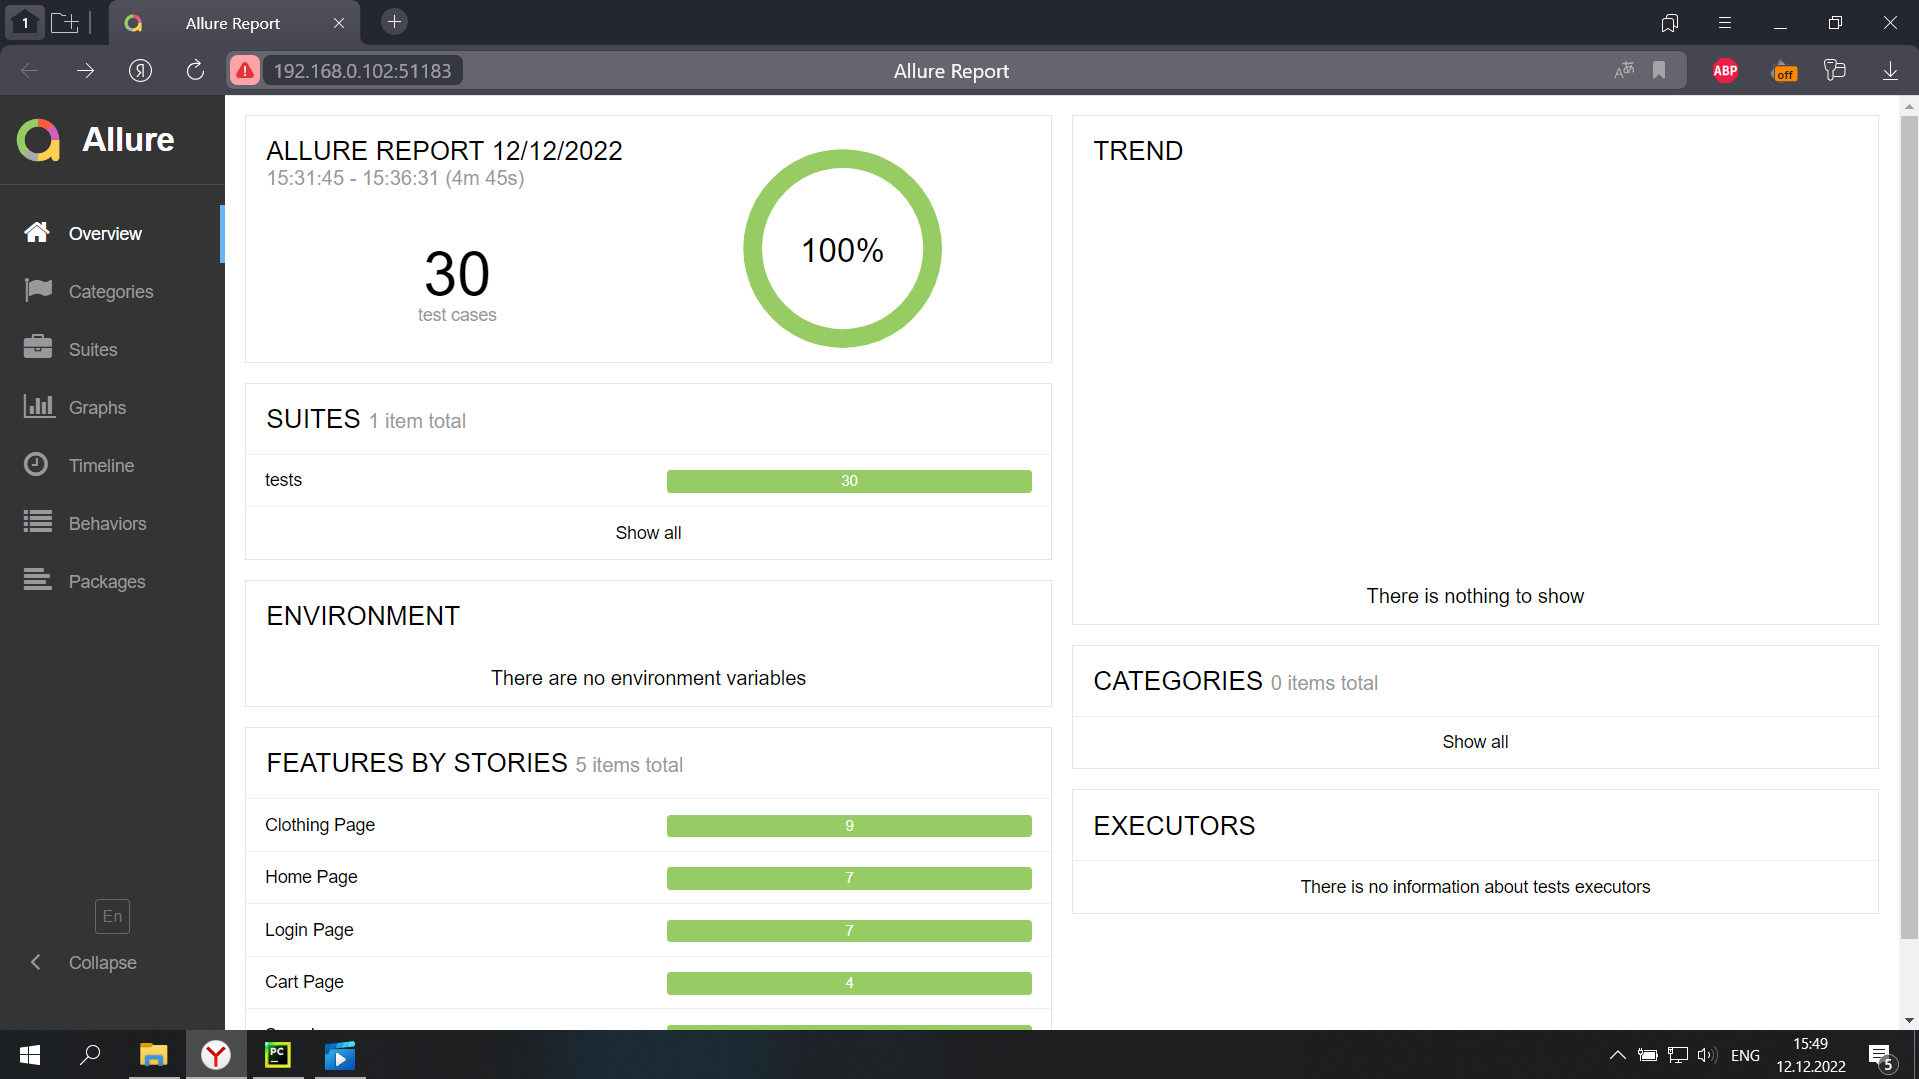 1
Allure Report
Я
192.168.0.102:51183
Allure Report
ABP
off
Allure
Overview
Categories
Suites
Graphs
Timeline
Behaviors
Packages
En
Collapse
ALLURE REPORT 12/12/2022
15:31:45 - 15:36:31 (4m 45s)
30
test cases
100%
SUITES 1 item total
tests 30
Show all
ENVIRONMENT
There are no environment variables
FEATURES BY STORIES 5 items total
Clothing Page 9
Home Page 7
Login Page 7
Cart Page 4
TREND
There is nothing to show
CATEGORIES 0 items total
Show all
EXECUTORS
There is no information about tests executors
Y
PC
ENG
15:49
12.12.2022
5